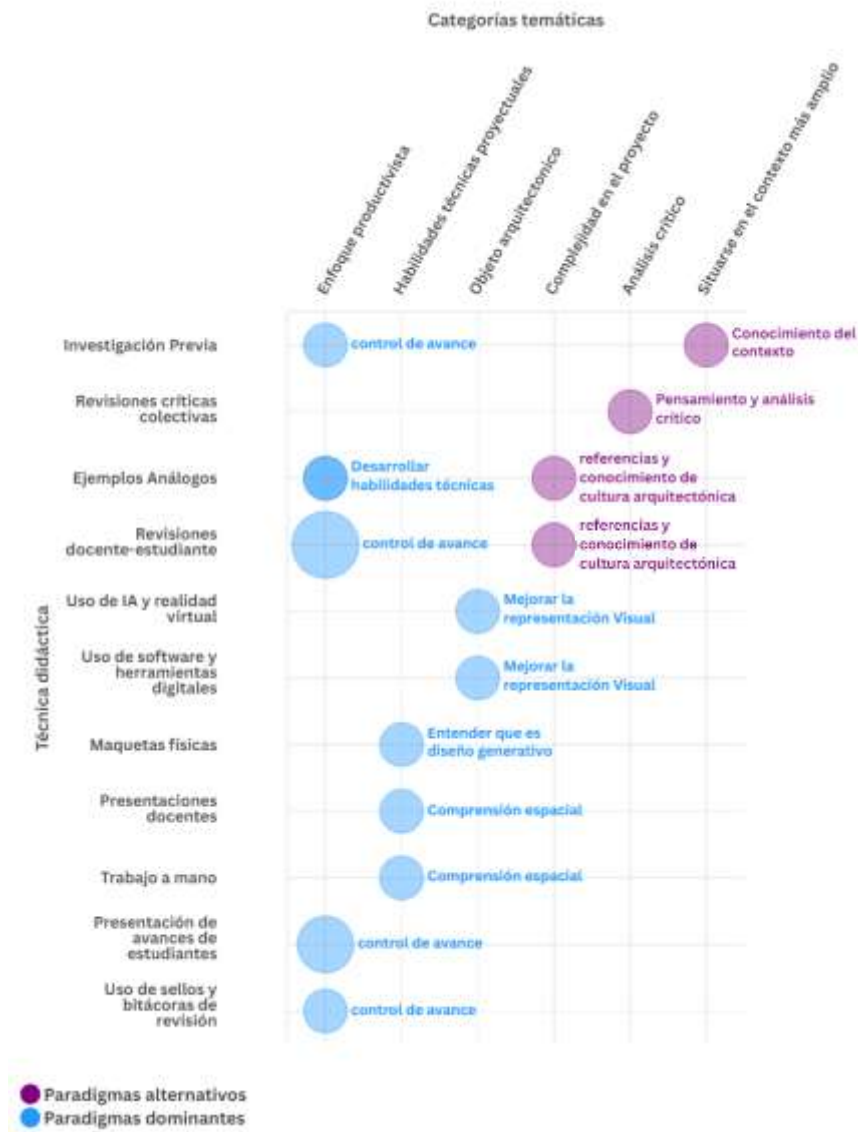 Categorías temáticas
Enfoque productivista
Habilidades técnicas proyectuales
Objeto arquitectonico
Complejidad en el proyecto
Análisis crítico
Situarse en el contexto más amplio
Técnica didáctica
Investigación Previa
control de avance
Conocimiento del
contexto
Revisiones críticas
colectivas
Pensamiento y análisis
crítico
Ejemplos Análogos
Desarrollar
habilidades técnicas
referencias y
conocimiento de
cultura arquitectónica
Revisiones
docente-estudiante
control de avance
referencias y
conocimiento de
cultura arquitectónica
Uso de IA y realidad
virtual
Mejorar la
representación Visual
Uso de software y
herramientas
digitales
Mejorar la
representación Visual
Maquetas físicas
Entender que es
diseño generativo
Presentaciones
docentes
Comprensión espacial
Trabajo a mano
Comprensión espacial
Presentación de
avances de
estudiantes
control de avance
Uso de sellos y
bitácoras de
revisión
control de avance
Paradigmas alternativos
Paradigmas dominantes